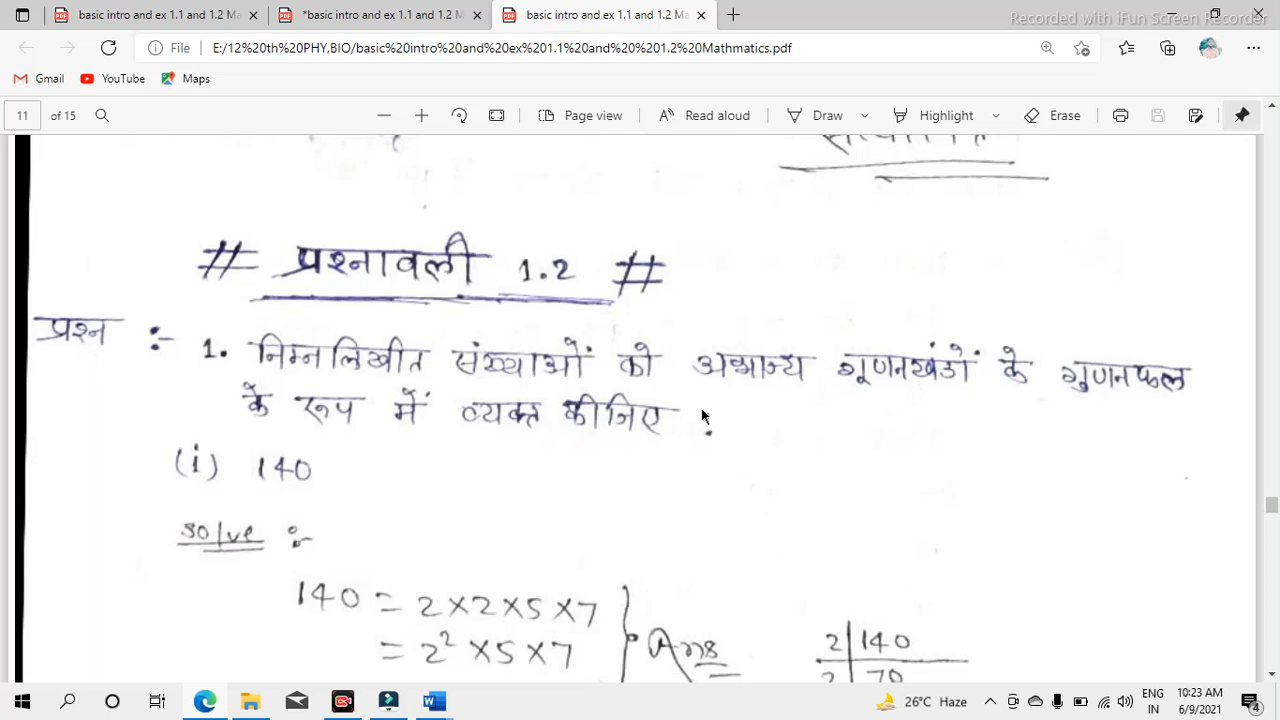 basic intro and ex 1.1 and 1.2 Ma
*basic intro and ex 1.1 and 1.2 M
basic intro and ex 1.1 and 1.2 Ma
Recorded with iFun Screen Recorder
File E:/12%20th%20PHY,BIO/basic%20intro%20and%20ex%201.1%20and%20%201.2%20Mathmatics.pdf
Gmail YouTube Maps
11 of 15 Page view Read aloud Draw Highlight Erase
# प्रश्नावली 1.2 #
प्रश्न :- 1. निम्नलिखीत संख्याओं को अभाज्य गूणनखंडों के गुणनफल
के रूप में व्यक्त कीजिए :
(i) 140
Solve :-
140 = 2×2×5×7
= 2² ×5×7 } Ans
2|140
2|70
26°C Haze ENG IN 10:23 AM 6/9/2021 4